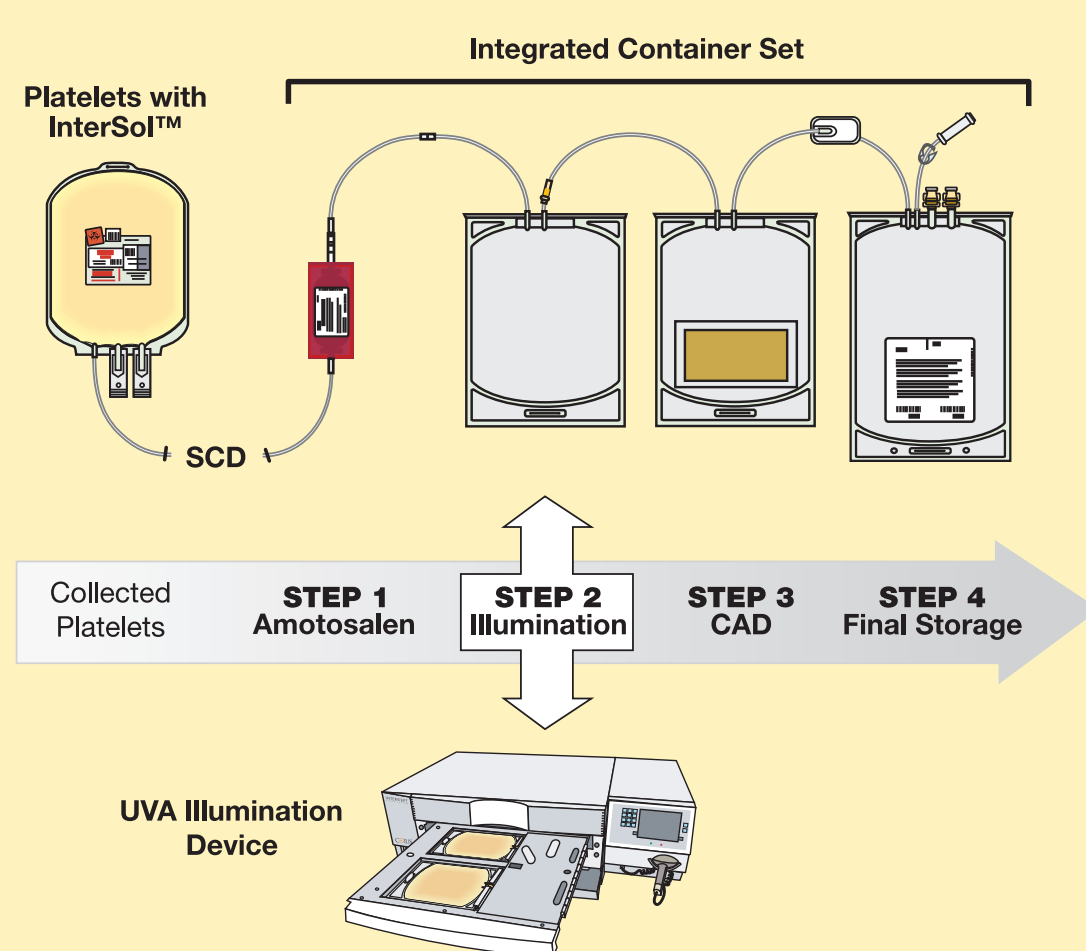 Integrated Container Set
Platelets with
InterSol™
SCD
Collected
Platelets
STEP 1
Amotosalen
STEP 2
Illumination
STEP 3
CAD
STEP 4
Final Storage
UVA Illumination
Device